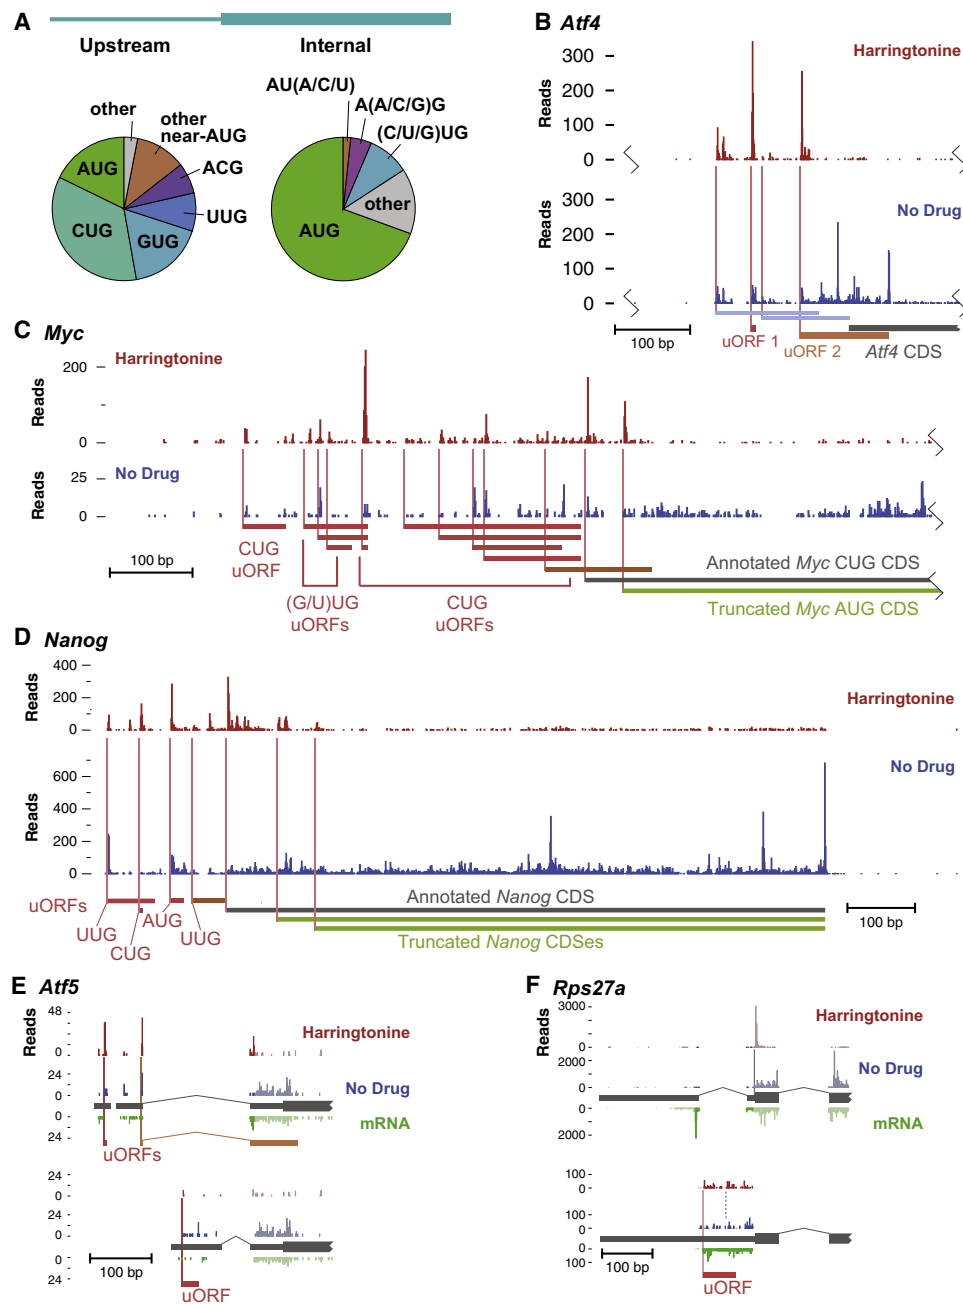 A
Upstream
Internal
other
other
near-AUG
ACG
UUG
GUG
CUG
AUG
AU(A/C/U)
A(A/C/G)G
(C/U/G)UG
other
AUG
B Atf4
Harringtonine
Reads
300
200
100
0
No Drug
Reads
300
200
100
0
100 bp
uORF 1
uORF 2
Atf4 CDS
C Myc
Harringtonine
Reads
200
0
No Drug
Reads
25
0
100 bp
CUG
uORF
(G/U)UG
uORFs
CUG
uORFs
Annotated Myc CUG CDS
Truncated Myc AUG CDS
D Nanog
Reads
400
200
0
Harringtonine
No Drug
Reads
600
400
200
0
uORFs
UUG
CUG
AUG
UUG
Annotated Nanog CDS
Truncated Nanog CDSes
100 bp
E Atf5
Reads
48
0
Harringtonine
24
0
No Drug
0
24
mRNA
uORFs
24
0
24
0
0
24
100 bp
uORF
F Rps27a
Reads
3000
0
Harringtonine
2000
0
No Drug
0
2000
mRNA
100
0
100
0
0
100
100 bp
uORF